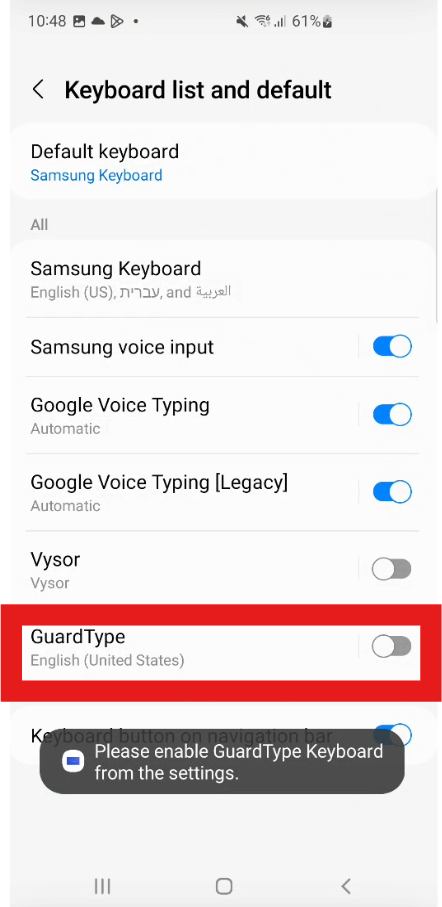 10:48
61%
Keyboard list and default
Default keyboard
Samsung Keyboard
All
Samsung Keyboard
English (US), עברית, and العربية
Samsung voice input
Google Voice Typing
Automatic
Google Voice Typing [Legacy]
Automatic
Vysor
Vysor
GuardType
English (United States)
Keyboard button on navigation bar
Please enable GuardType Keyboard
from the settings.